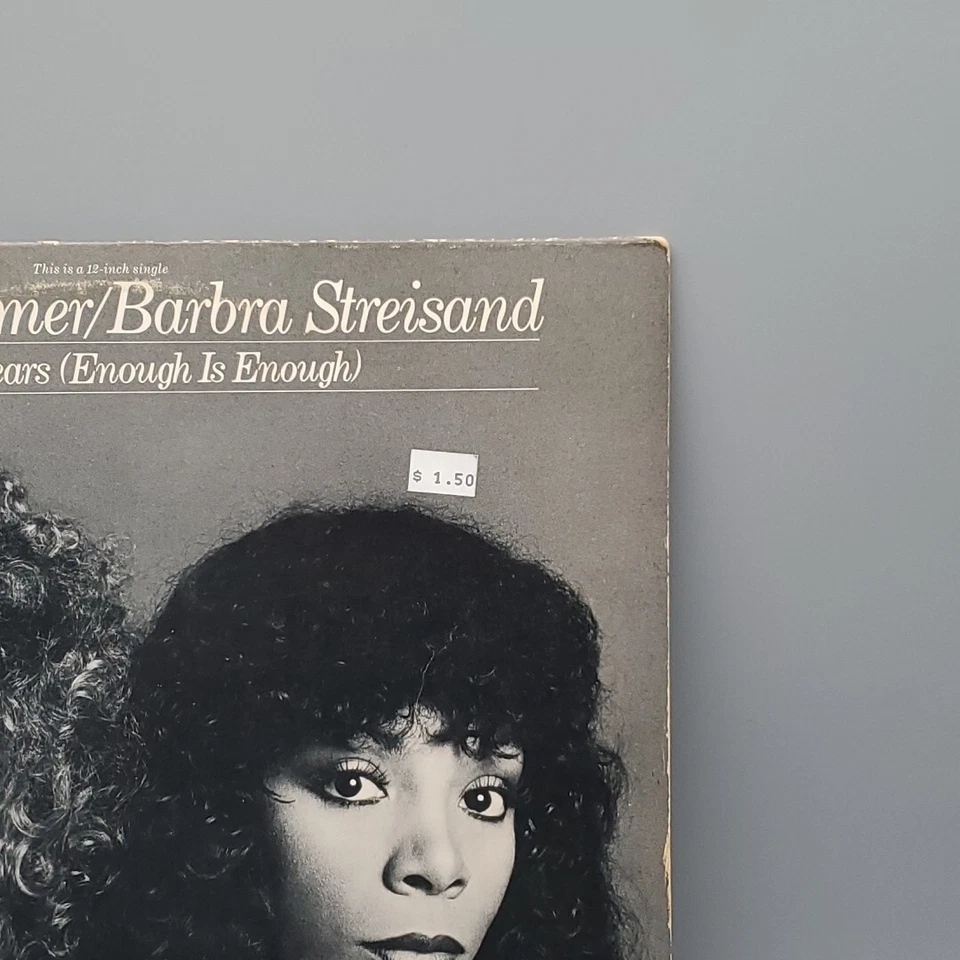 This is a 12-inch single
mer/Barbra Streisand
ears (Enough Is Enough)
$ 1.50